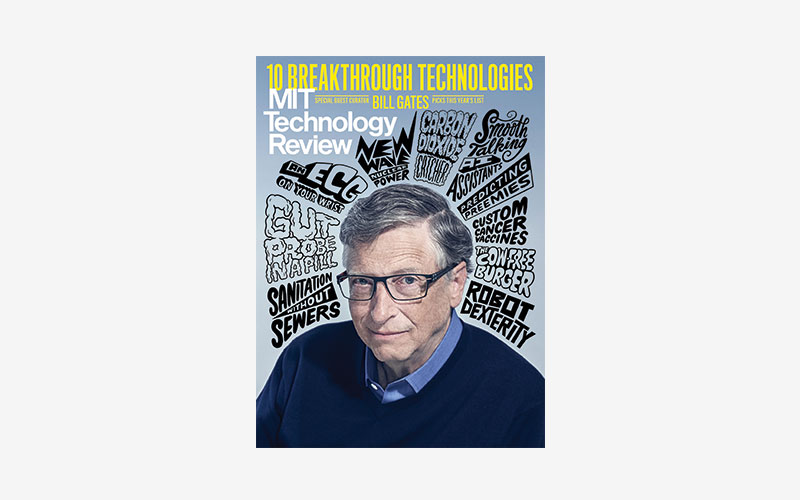 10 BREAKTHROUGH TECHNOLOGIES
SPECIAL GUEST CURATOR BILL GATES PICKS THIS YEAR'S LIST
MIT
Technology
Review
NEW
WAVE
NUCLEAR
POWER
CARBON
DIOXIDE
CATCHER
Smooth
Talking
AI
ASSISTANTS
AN ECG
ON YOUR WRIST
PREDICTING
PREEMIES
GUT
PROBE
IN A PILL
CUSTOM
CANCER
VACCINES
THE
COW-FREE
BURGER
SANITATION
WITHOUT
SEWERS
ROBOT
DEXTERITY